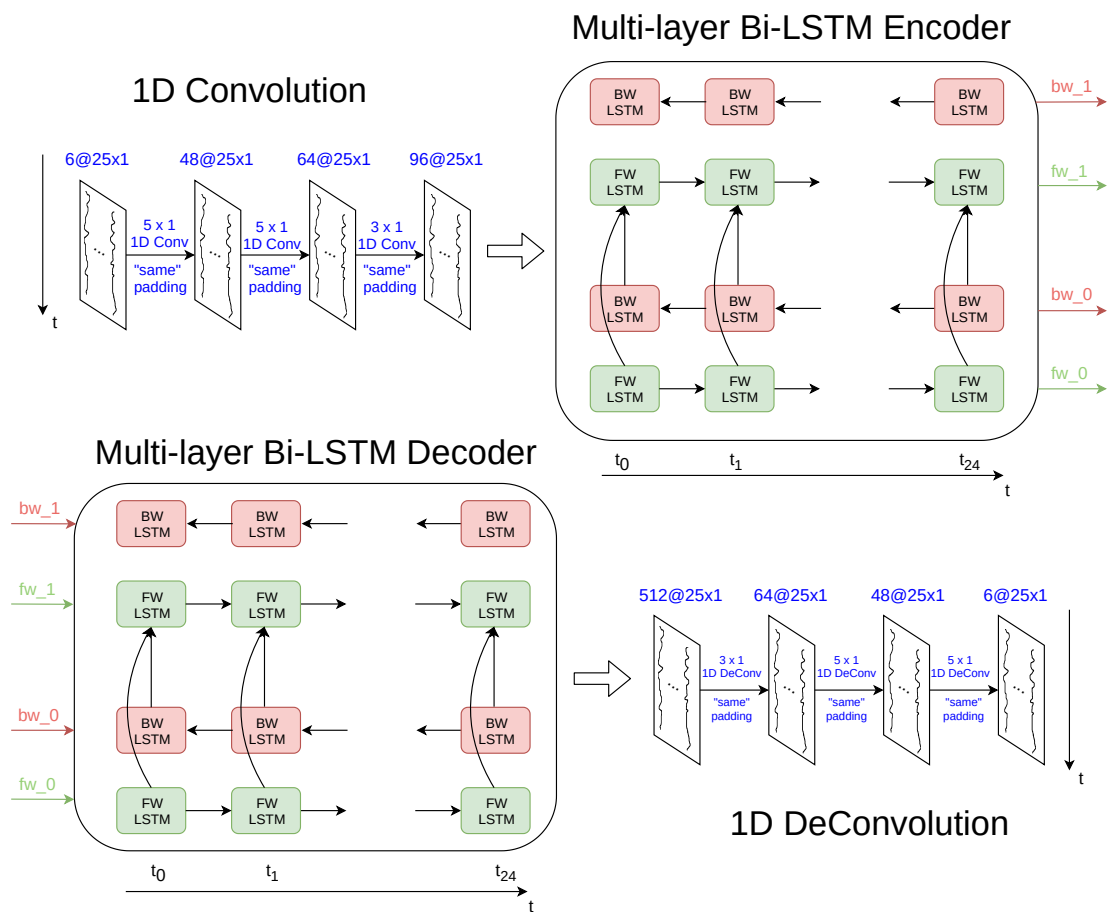 Multi-layer Bi-LSTM Encoder
1D Convolution
6@25x1 48@25x1 64@25x1 96@25x1
5 x 1
1D Conv
"same"
padding
5 x 1
1D Conv
"same"
padding
3 x 1
1D Conv
"same"
padding
t
BW
LSTM
BW
LSTM
BW
LSTM
bw_1
FW
LSTM
FW
LSTM
FW
LSTM
fw_1
BW
LSTM
BW
LSTM
BW
LSTM
bw_0
FW
LSTM
FW
LSTM
FW
LSTM
fw_0
t0 t1 t24
t
Multi-layer Bi-LSTM Decoder
bw_1
BW
LSTM
BW
LSTM
BW
LSTM
fw_1
FW
LSTM
FW
LSTM
FW
LSTM
bw_0
BW
LSTM
BW
LSTM
BW
LSTM
fw_0
FW
LSTM
FW
LSTM
FW
LSTM
t0 t1 t24
t
512@25x1 64@25x1 48@25x1 6@25x1
3 x 1
1D DeConv
"same"
padding
5 x 1
1D DeConv
"same"
padding
5 x 1
1D DeConv
"same"
padding
t
1D DeConvolution